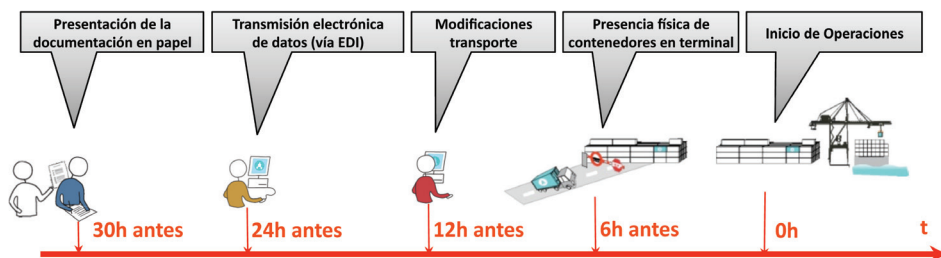 Presentación de la
documentación en papel
Transmisión electrónica
de datos (vía EDI)
Modificaciones
transporte
Presencia física de
contenedores en terminal
Inicio de Operaciones
30h antes
24h antes
12h antes
6h antes
0h
t